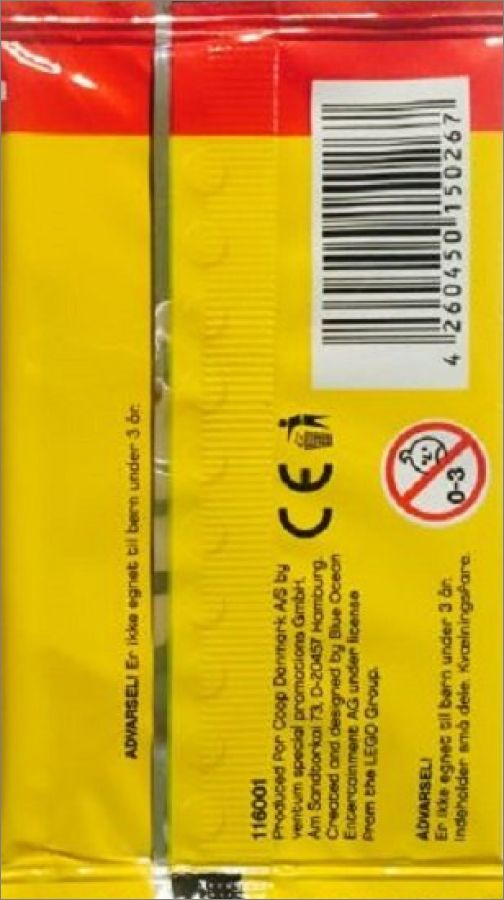 ADVARSEL! Er ikke egnet til børn under 3 år.
116001
Produced for Coop Danmark A/S by
ventum special promotions GmbH.
Am Sandtorkai 73, D-20457 Hamburg.
Created and designed by Blue Ocean
Entertainment AG under license
from the LEGO Group.
CE
4 260450 150267
ADVARSEL!
Er ikke egnet til børn under 3 år.
Indeholder små dele. Kvælningsfare.
0-3